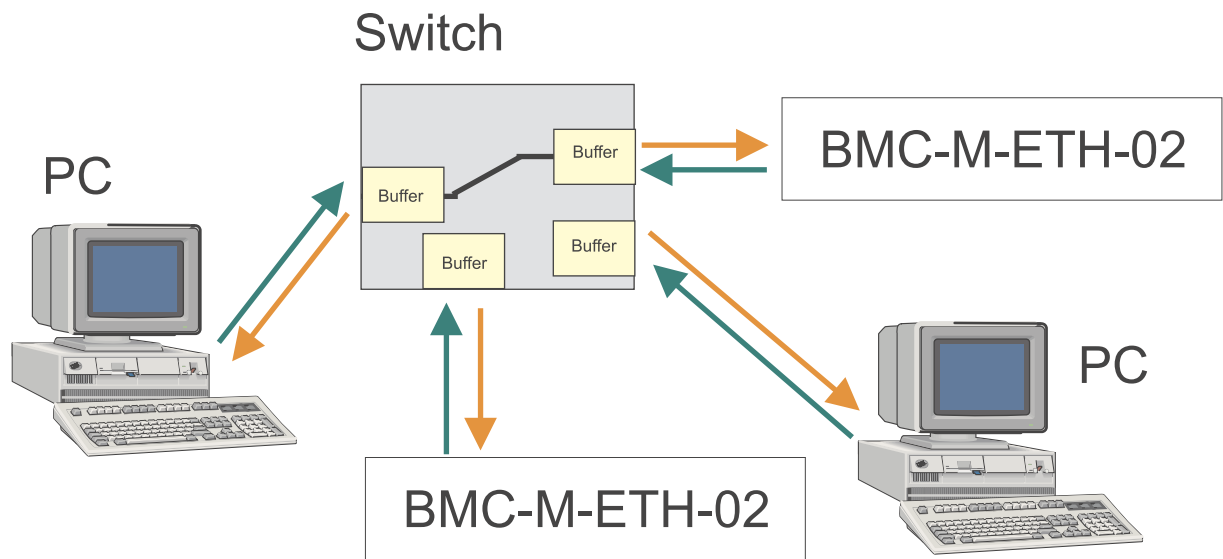 Switch
PC
Buffer
BMC-M-ETH-02
Buffer
Buffer
Buffer
PC
BMC-M-ETH-02